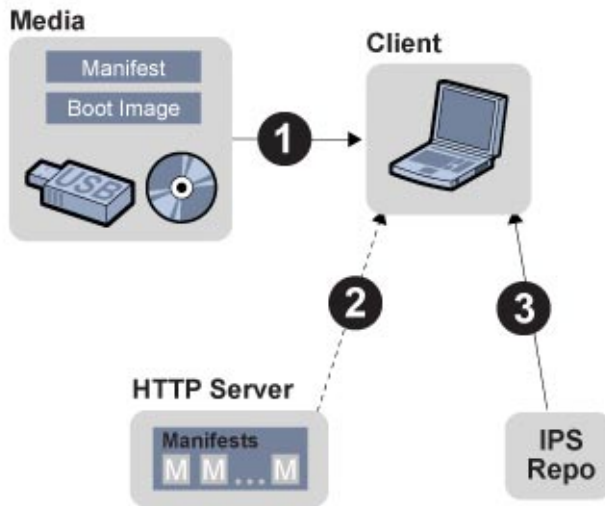 Media
Manifest
Boot Image
USB
1
Client
2
3
HTTP Server
Manifests
M M ... M
IPS
Repo